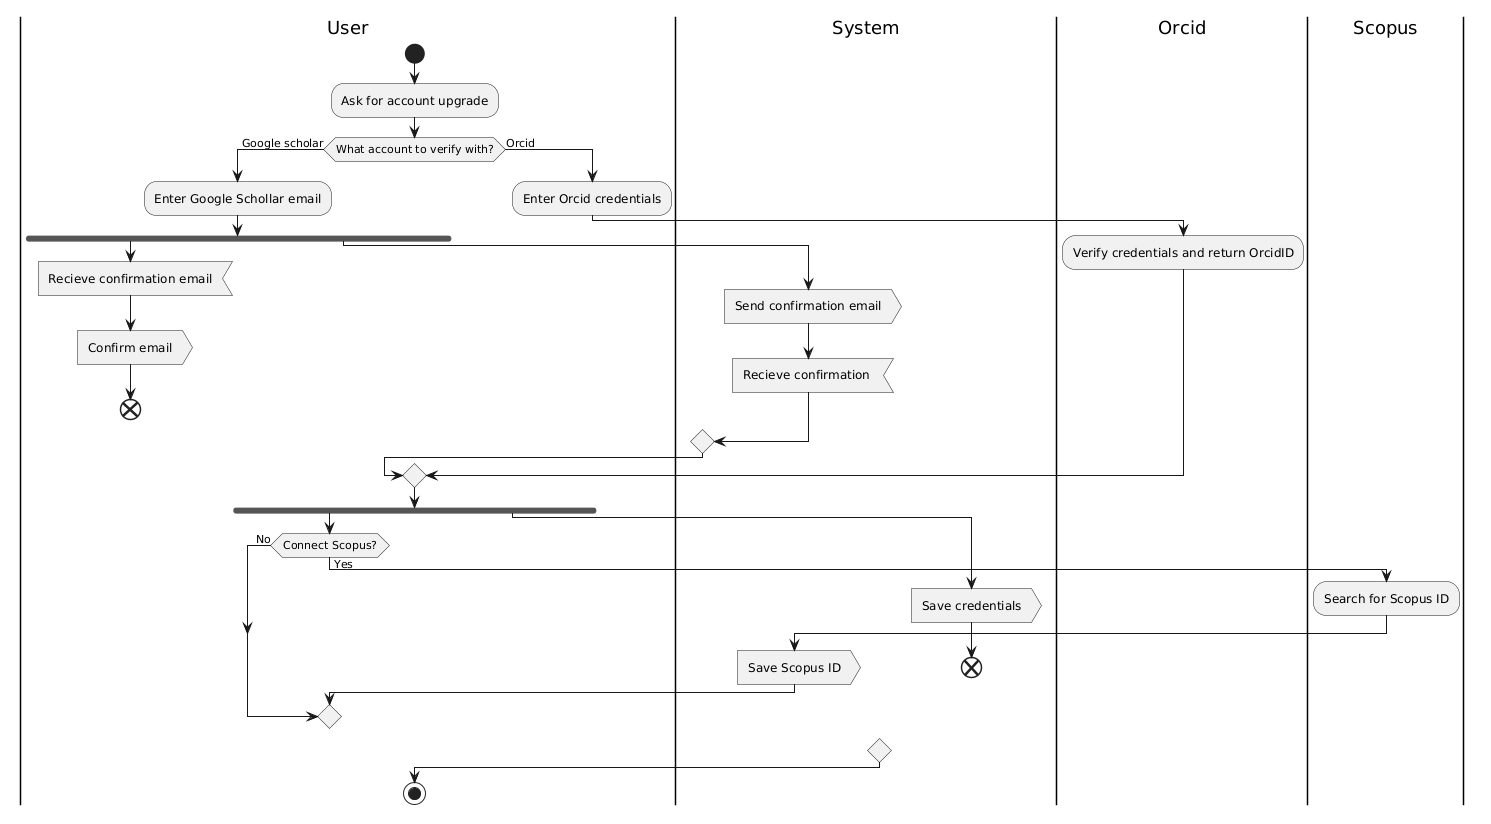 User
System
Orcid
Scopus
Ask for account upgrade
Google scholar
What account to verify with?
Orcid
Enter Google Schollar email
Enter Orcid credentials
Verify credentials and return OrcidID
Recieve confirmation email
Send confirmation email
Confirm email
Recieve confirmation
No
Connect Scopus?
Yes
Save credentials
Search for Scopus ID
Save Scopus ID